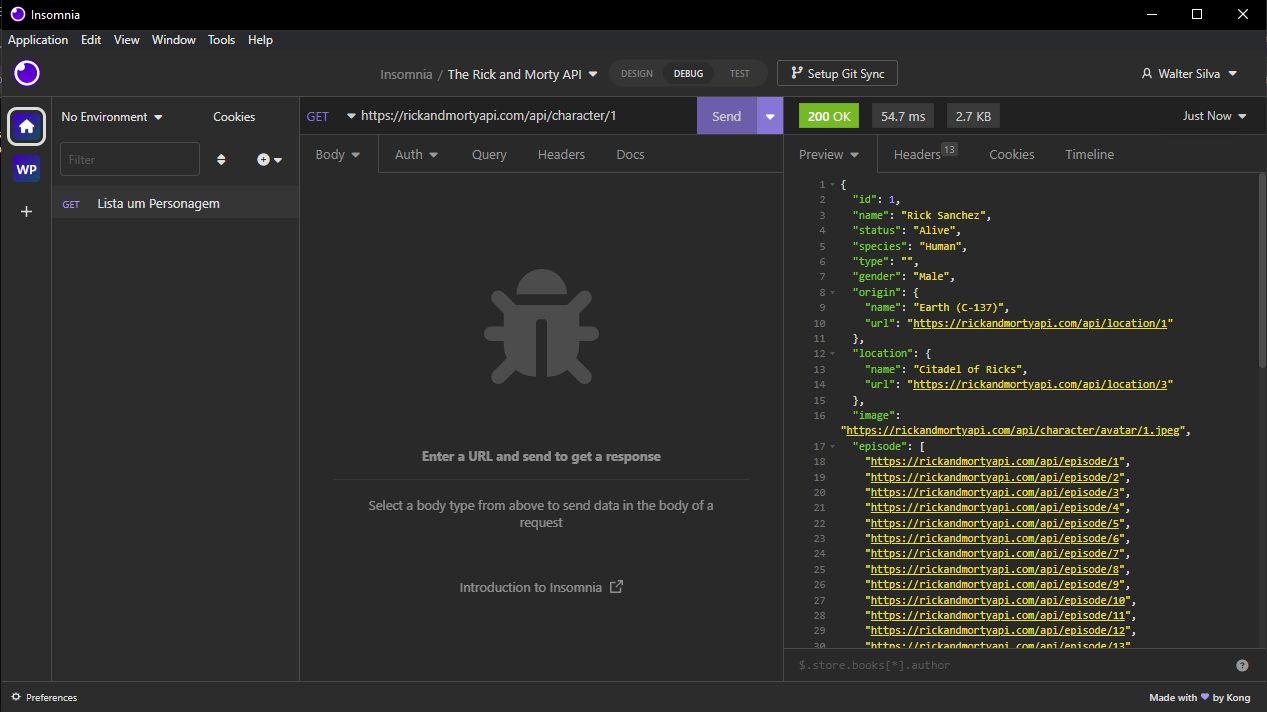 Insomnia
Application Edit View Window Tools Help
Insomnia / The Rick and Morty API DESIGN DEBUG TEST Setup Git Sync Walter Silva
WP
No Environment Cookies
Filter
GET Lista um Personagem
GET https://rickandmortyapi.com/api/character/1 Send
Body Auth Query Headers Docs
Enter a URL and send to get a response
Select a body type from above to send data in the body of a
request
Introduction to Insomnia
200 OK 54.7 ms 2.7 KB Just Now
Preview Headers 13 Cookies Timeline
1 {
2 "id": 1,
3 "name": "Rick Sanchez",
4 "status": "Alive",
5 "species": "Human",
6 "type": "",
7 "gender": "Male",
8 "origin": {
9 "name": "Earth (C-137)",
10 "url": "https://rickandmortyapi.com/api/location/1"
11 },
12 "location": {
13 "name": "Citadel of Ricks",
14 "url": "https://rickandmortyapi.com/api/location/3"
15 },
16 "image":
"https://rickandmortyapi.com/api/character/avatar/1.jpeg",
17 "episode": [
18 "https://rickandmortyapi.com/api/episode/1",
19 "https://rickandmortyapi.com/api/episode/2",
20 "https://rickandmortyapi.com/api/episode/3",
21 "https://rickandmortyapi.com/api/episode/4",
22 "https://rickandmortyapi.com/api/episode/5",
23 "https://rickandmortyapi.com/api/episode/6",
24 "https://rickandmortyapi.com/api/episode/7",
25 "https://rickandmortyapi.com/api/episode/8",
26 "https://rickandmortyapi.com/api/episode/9",
27 "https://rickandmortyapi.com/api/episode/10",
28 "https://rickandmortyapi.com/api/episode/11",
29 "https://rickandmortyapi.com/api/episode/12",
30 "https://rickandmortyapi.com/api/episode/13"
$.store.books[*].author
Preferences
Made with 💜 by Kong